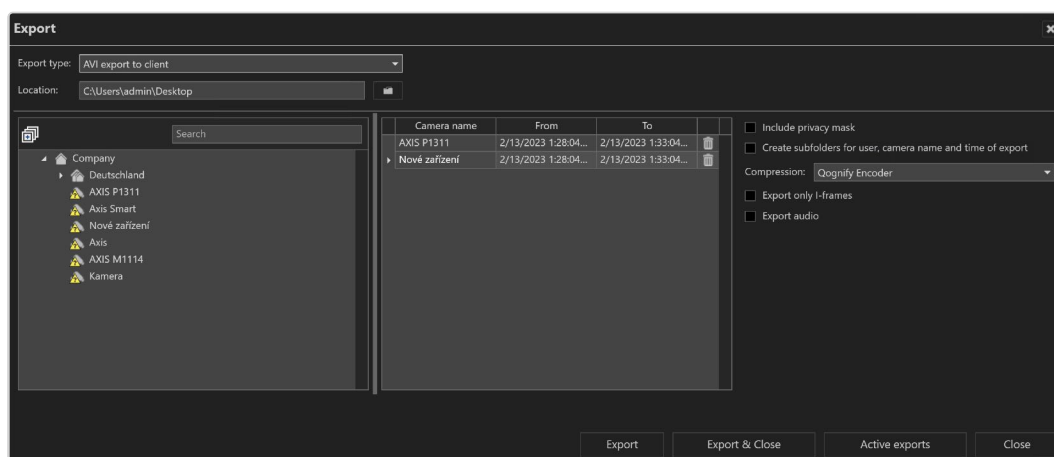 Export
Export type: AVI export to client
Location: C:\Users\admin\Desktop
Search
Company
Deutschland
AXIS P1311
Axis Smart
Nové zařízení
Axis
AXIS M1114
Kamera
Camera name From To
AXIS P1311 2/13/2023 1:28:04... 2/13/2023 1:33:04...
Nové zařízení 2/13/2023 1:28:04... 2/13/2023 1:33:04...
Include privacy mask
Create subfolders for user, camera name and time of export
Compression: Qognify Encoder
Export only I-frames
Export audio
Export Export & Close Active exports Close